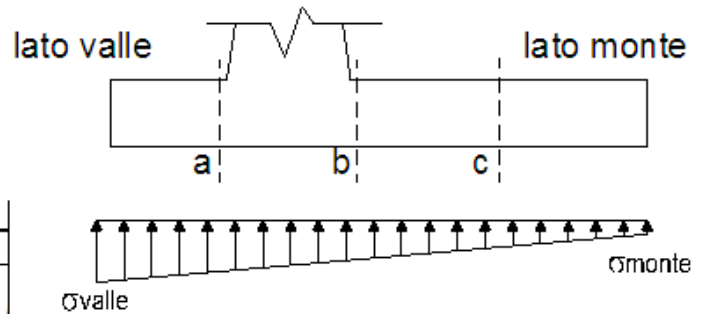 lato valle
lato monte
a
b
c
σmonte
σvalle